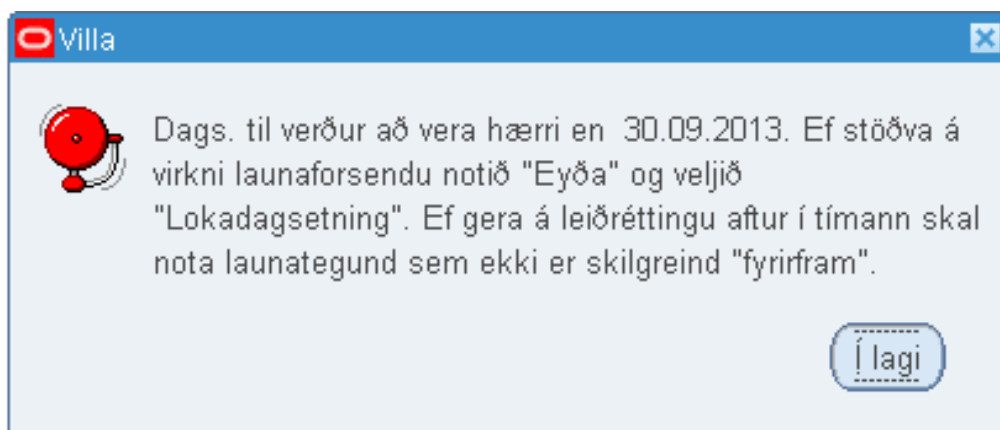 Villa
Dags. til verður að vera hærri en 30.09.2013. Ef stöðva á
virkni launaforsendu notið "Eyða" og veljið
"Lokadagsetning". Ef gera á leiðréttingu aftur í tímann skal
nota launategund sem ekki er skilgreind "fyrirfram".
Í lagi